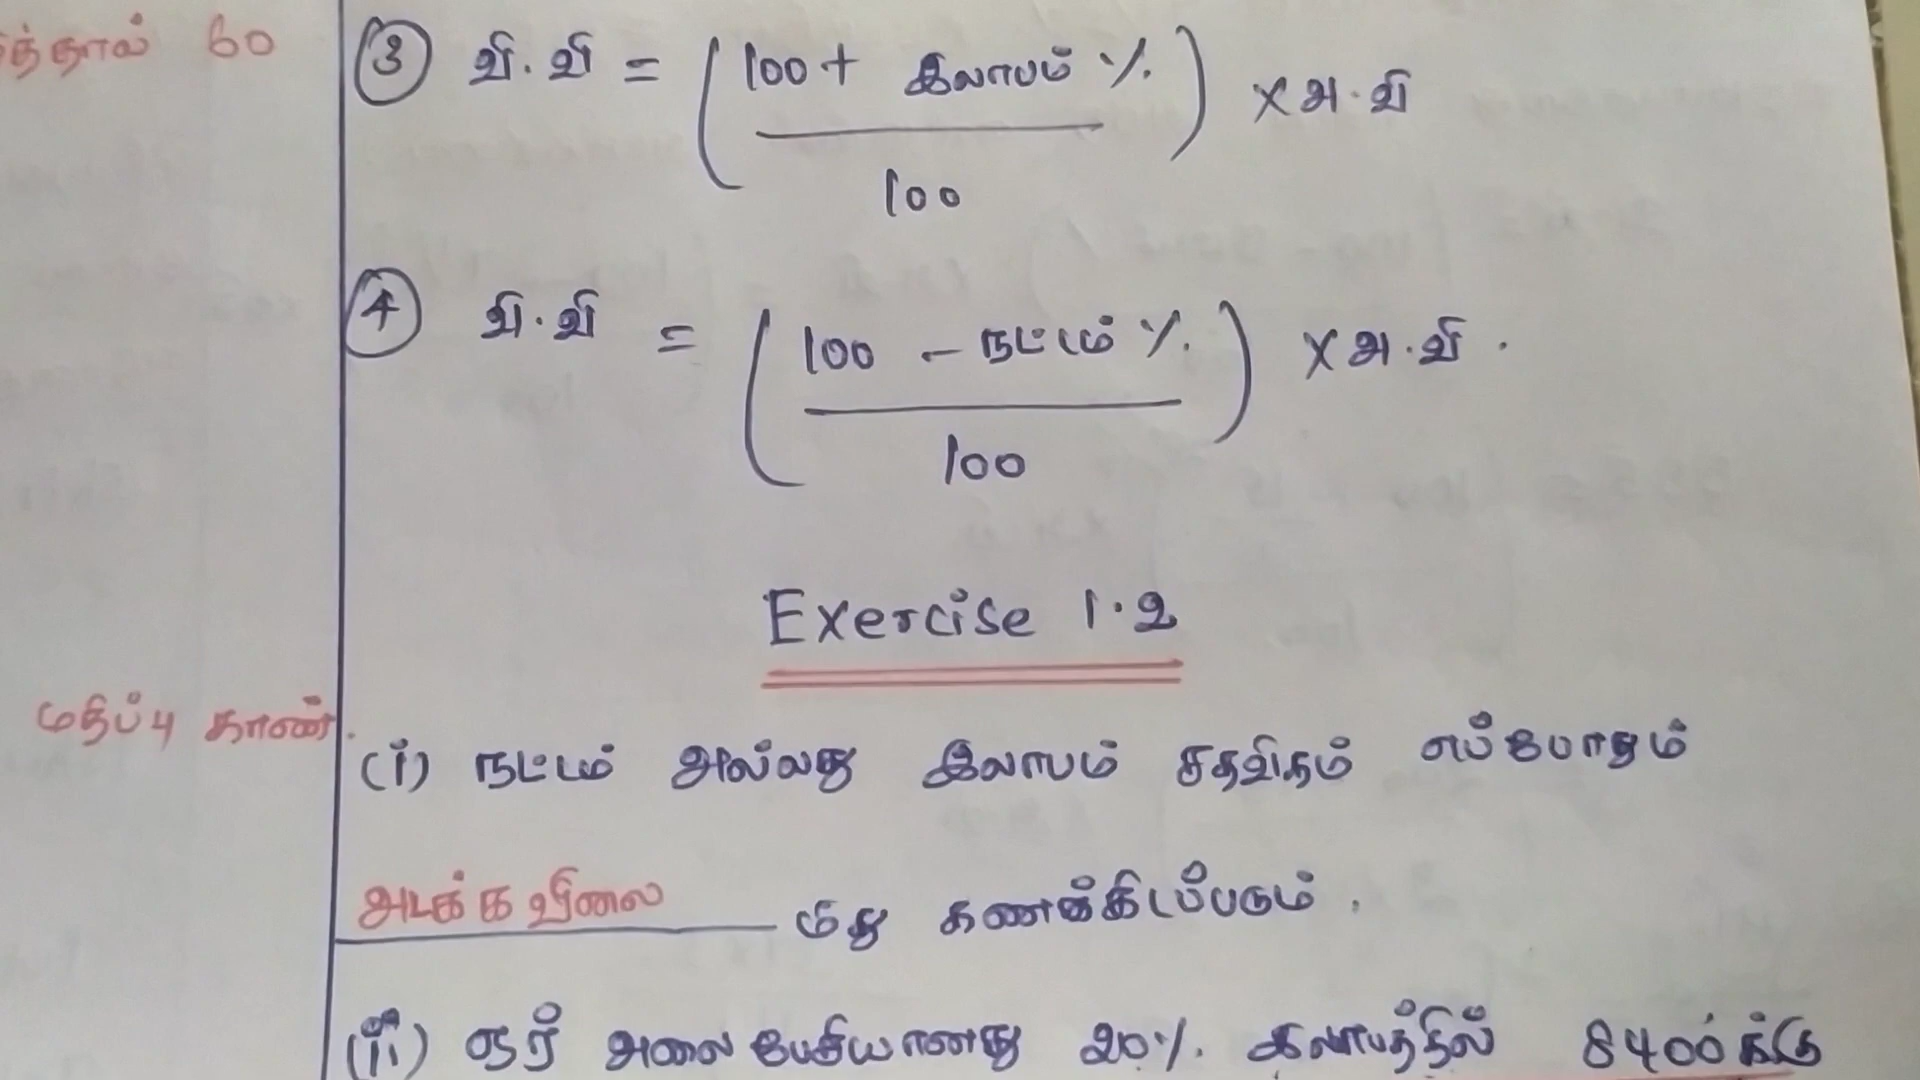 த்தால் 60
③ வி.வி = (100 + இலாபம் % / 100) × அ.வி
④ வி.வி = (100 - நட்டம் % / 100) × அ.வி.
Exercise 1.2
மதிப்பு காண்.
(i) நட்டம் அல்லது இலாபம் சதவிதம் எப்போதும்
அடக்க விலை மீது கணக்கிடப்படும்.
(ii) ஓர் அலைபேசியானது 20% இலாபத்தில் 8400க்கு